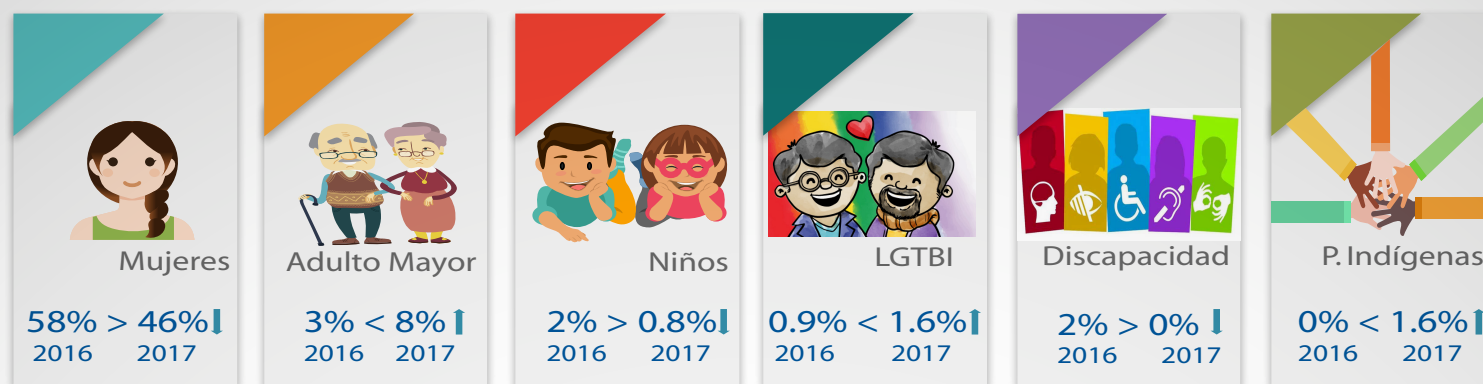 Mujeres
58% > 46%
2016 2017
Adulto Mayor
3% < 8%
2016 2017
Niños
2% > 0.8%
2016 2017
LGTBI
0.9% < 1.6%
2016 2017
Discapacidad
2% > 0%
2016 2017
P. Indígenas
0% < 1.6%
2016 2017